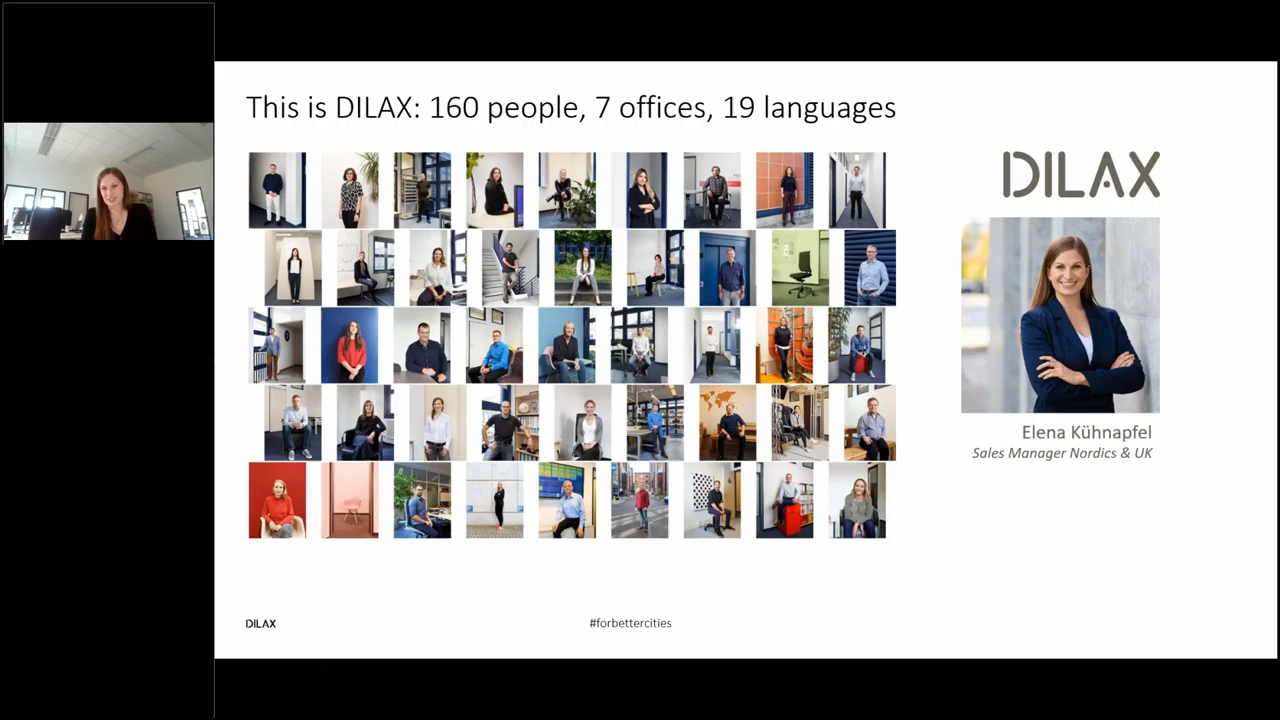 This is DILAX: 160 people, 7 offices, 19 languages
DILAX
Elena Kühnapfel
Sales Manager Nordics & UK
DILAX
#forbettercities